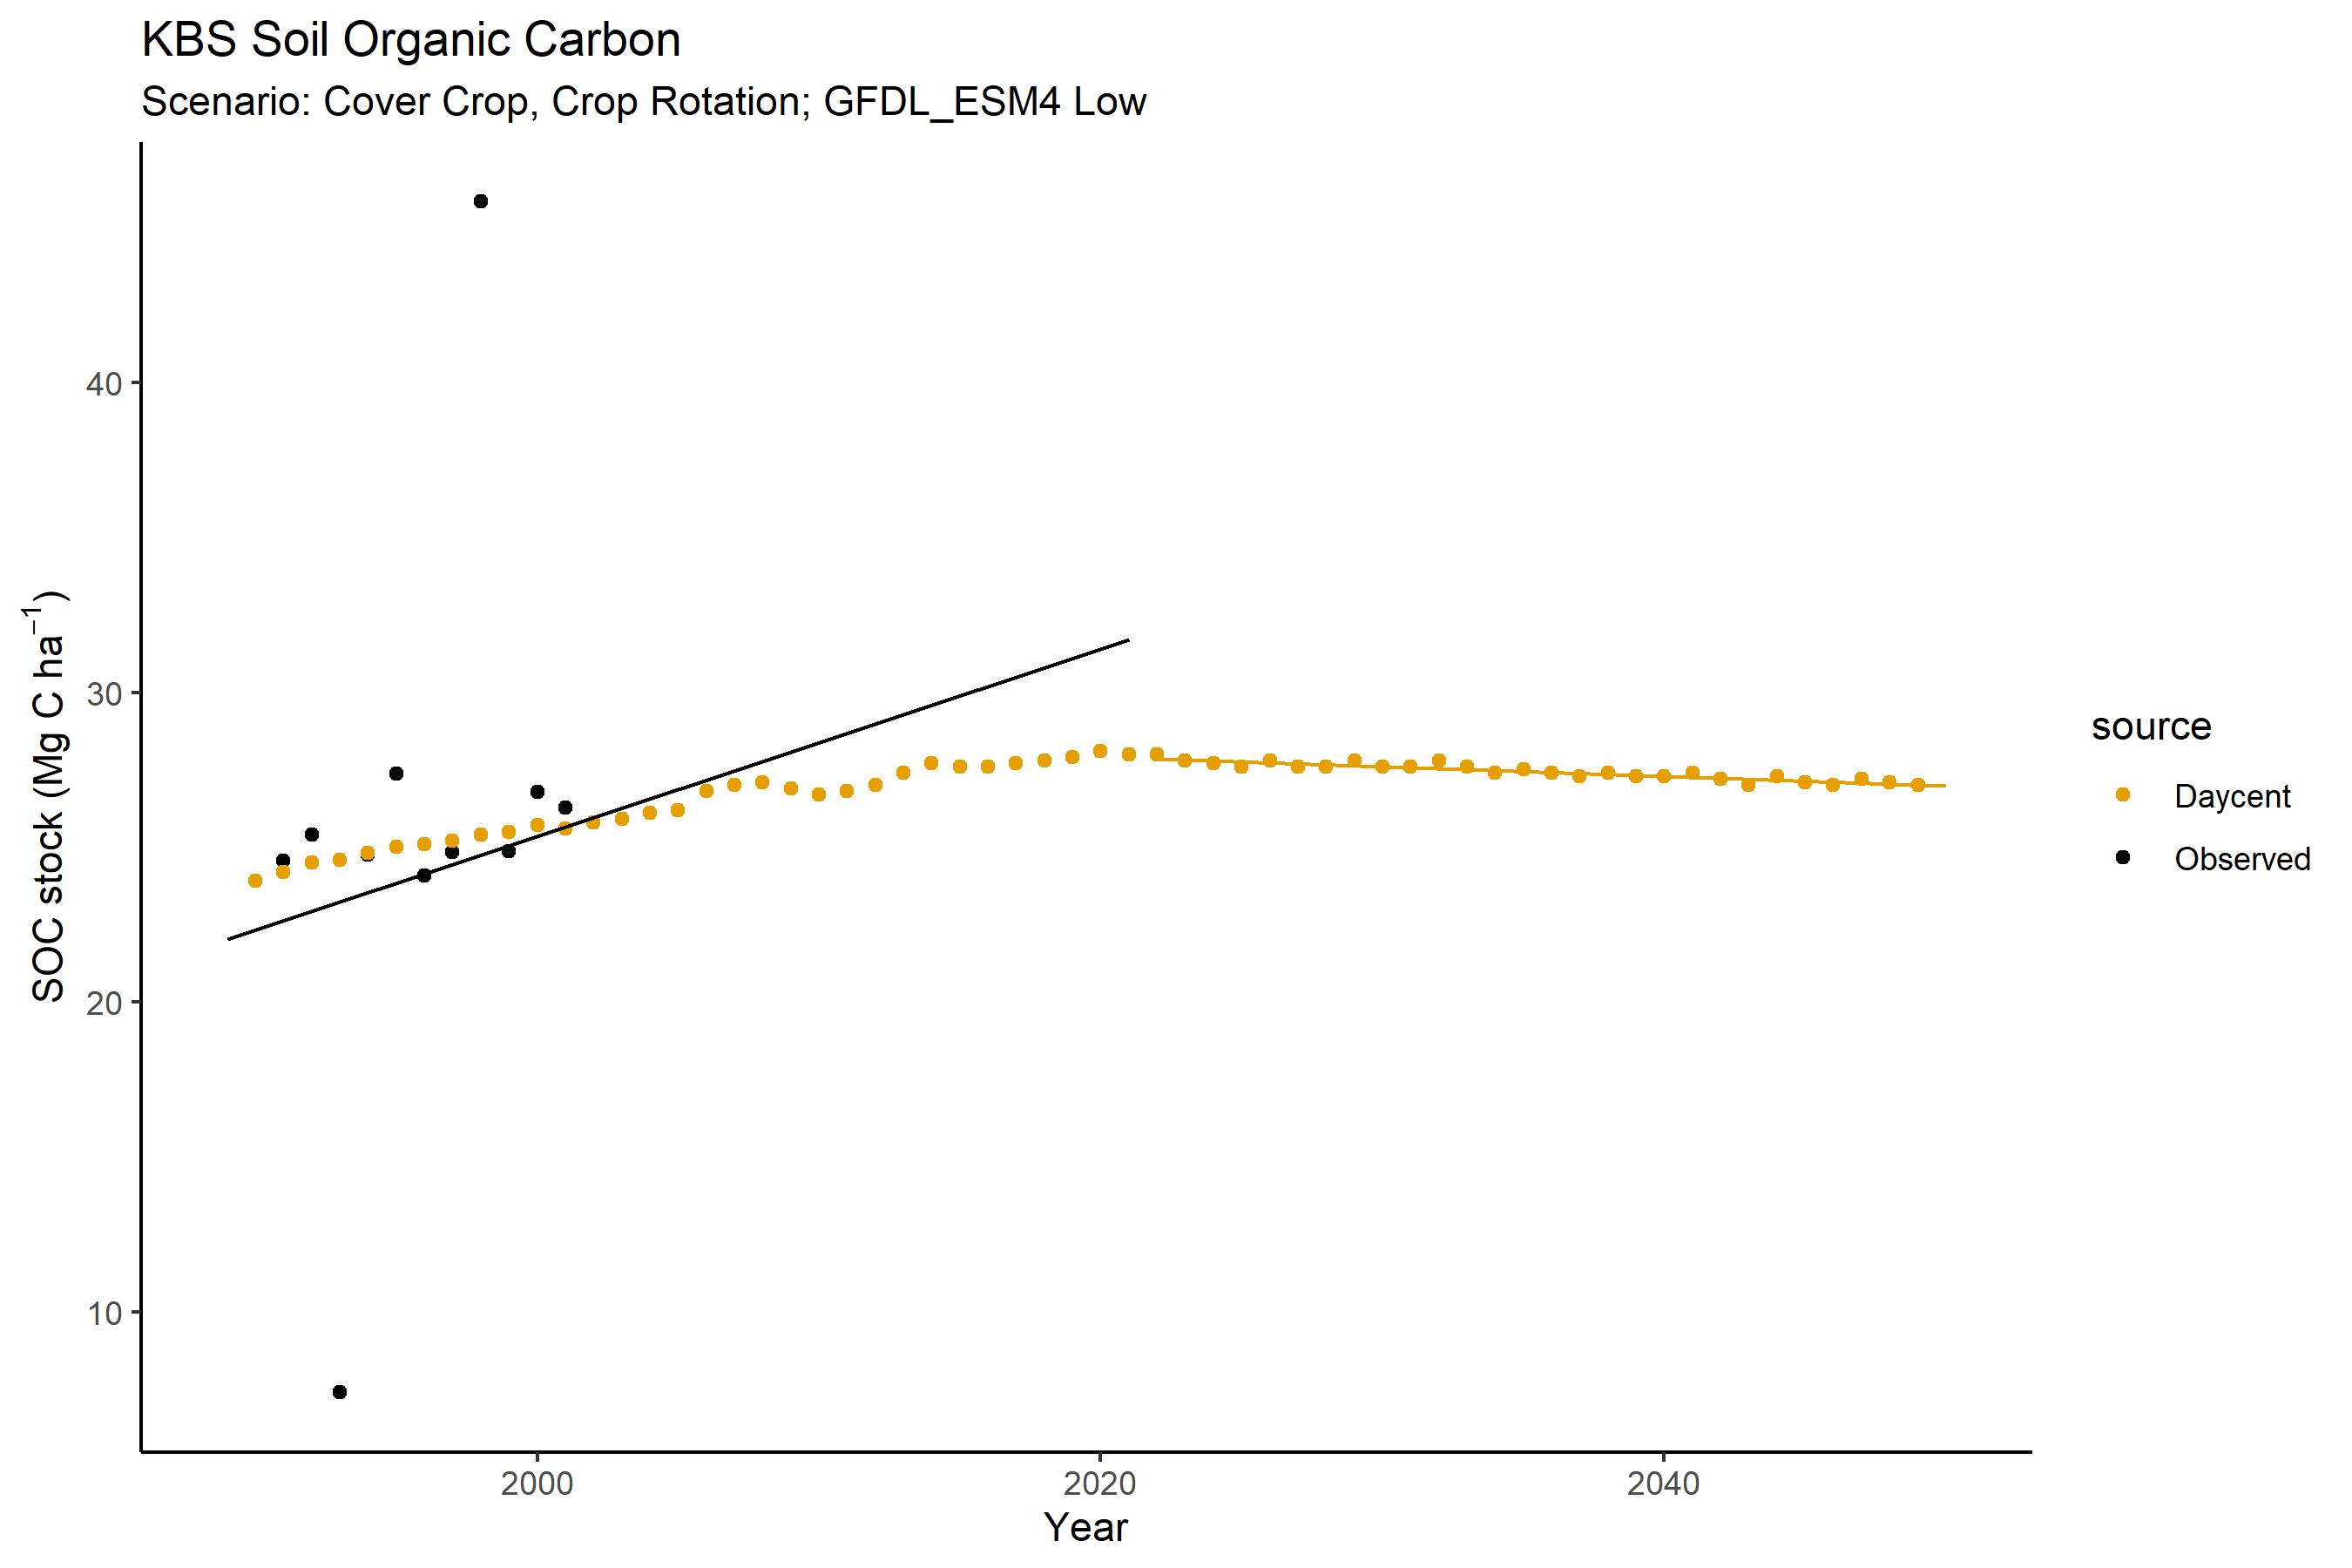 KBS Soil Organic Carbon
Scenario: Cover Crop, Crop Rotation; GFDL_ESM4 Low
SOC stock (Mg C ha⁻¹)
40
30
20
10
2000 2020 2040
Year
source
Daycent
Observed